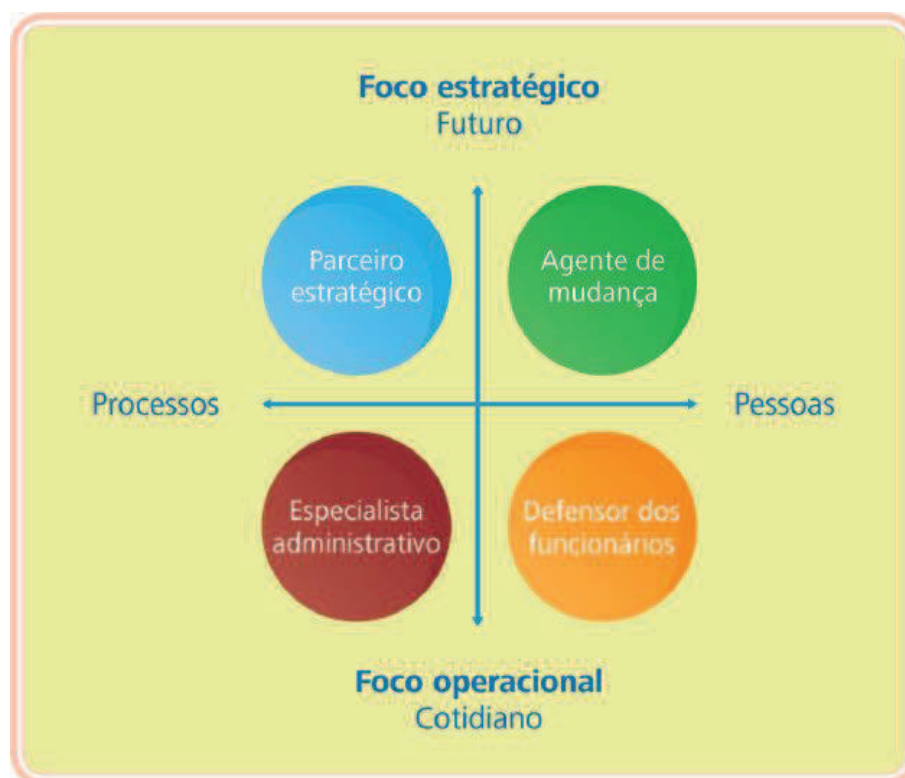 Foco estratégico
Futuro
Parceiro
estratégico
Agente de
mudança
Processos
Pessoas
Especialista
administrativo
Defensor dos
funcionários
Foco operacional
Cotidiano